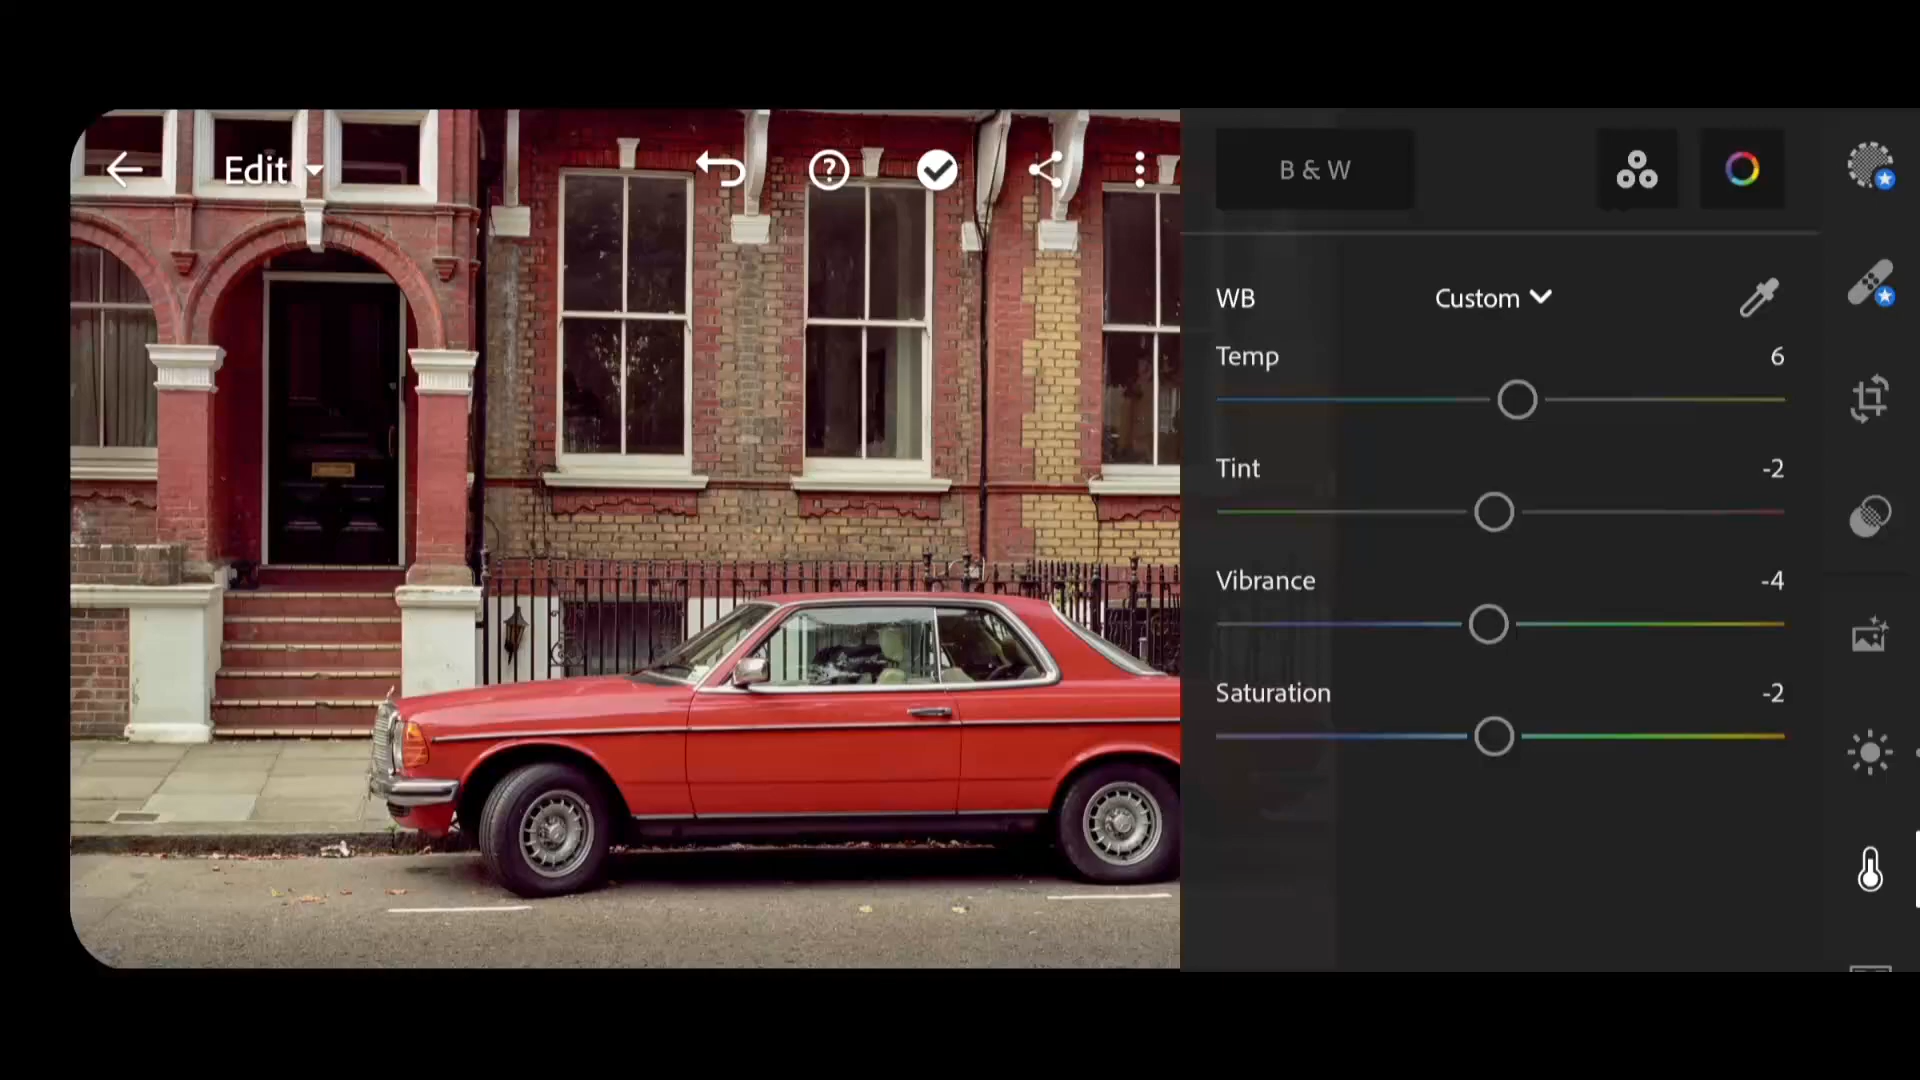 Edit
B & W
WB Custom
Temp 6
Tint -2
Vibrance -4
Saturation -2